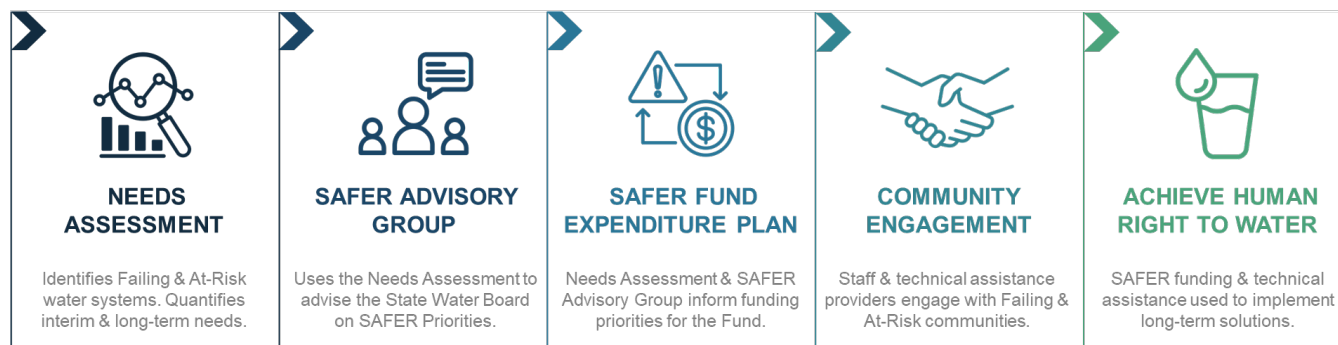 NEEDS
ASSESSMENT
Identifies Failing & At-Risk
water systems. Quantifies
interim & long-term needs.
SAFER ADVISORY
GROUP
Uses the Needs Assessment to
advise the State Water Board
on SAFER Priorities.
SAFER FUND
EXPENDITURE PLAN
Needs Assessment & SAFER
Advisory Group inform funding
priorities for the Fund.
COMMUNITY
ENGAGEMENT
Staff & technical assistance
providers engage with Failing &
At-Risk communities.
ACHIEVE HUMAN
RIGHT TO WATER
SAFER funding & technical
assistance used to implement
long-term solutions.